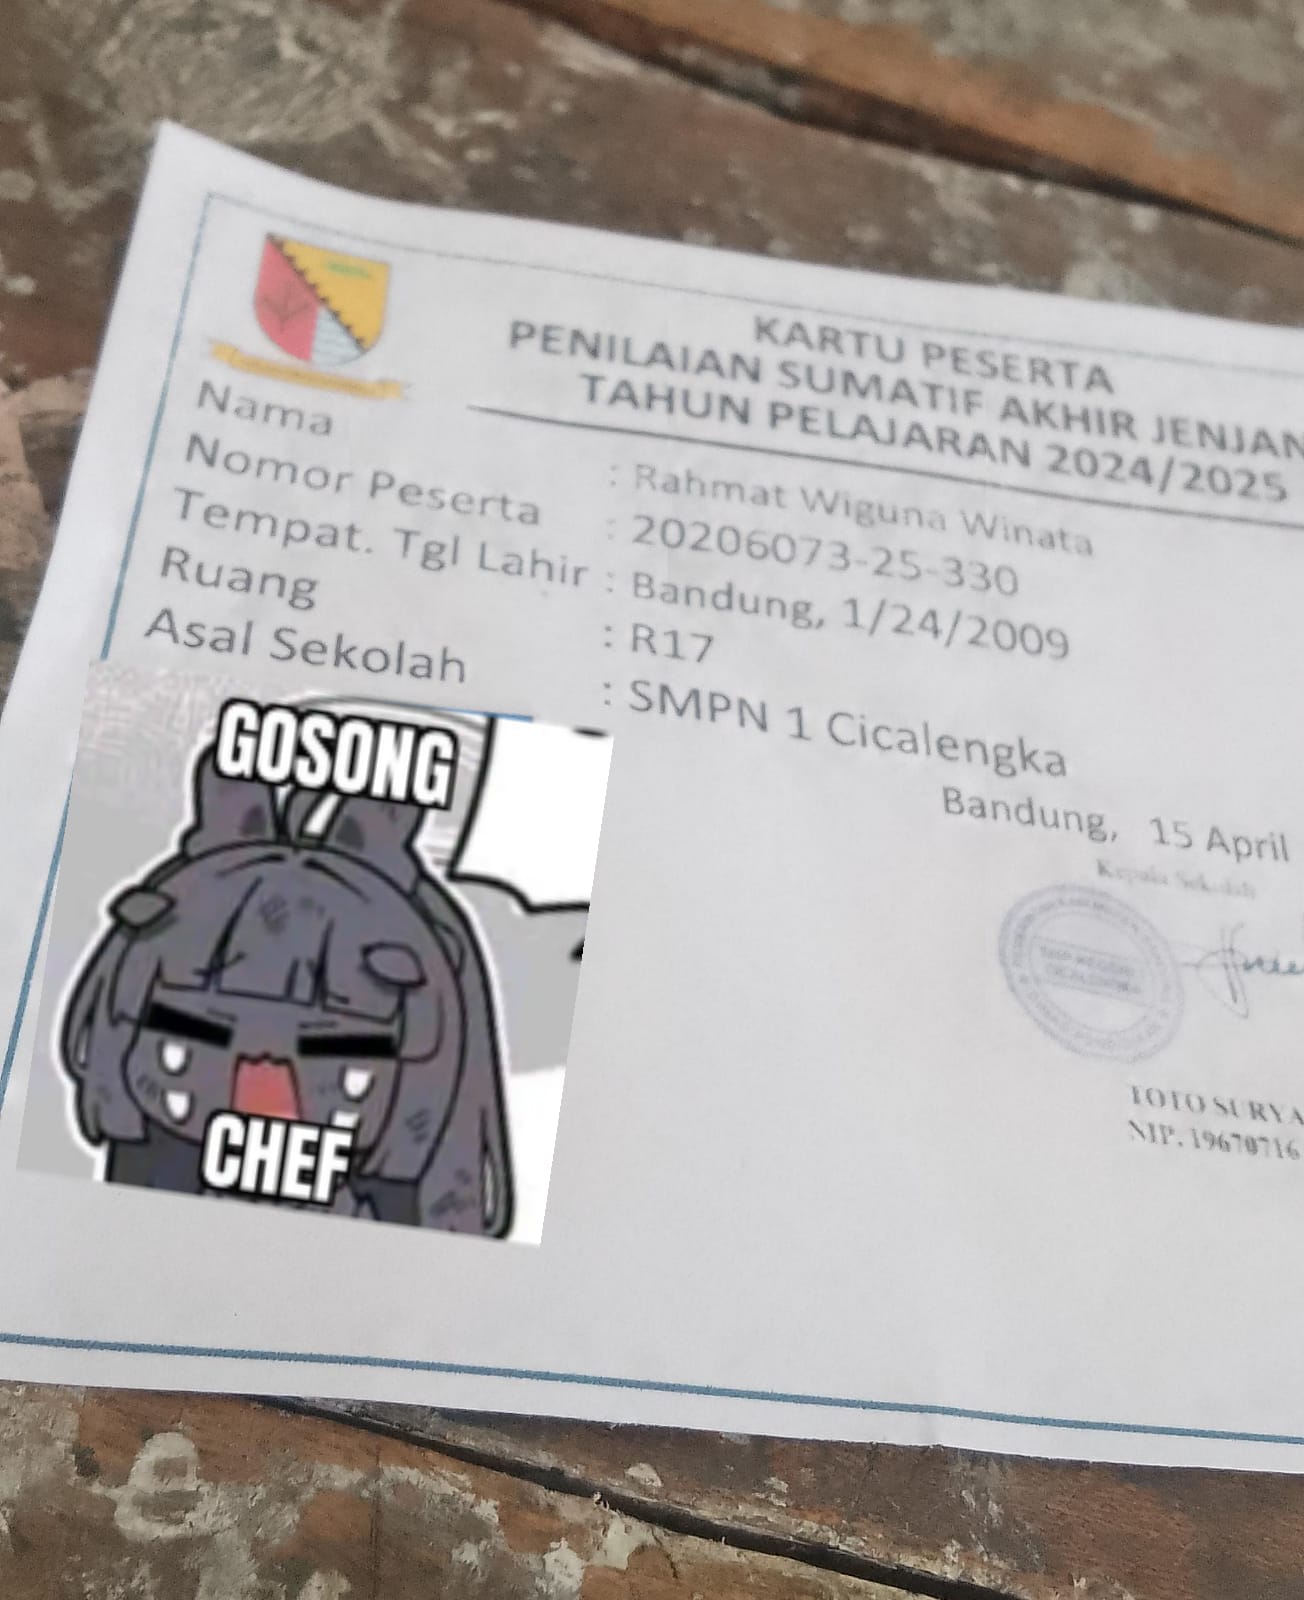 KARTU PESERTA
PENILAIAN SUMATIF AKHIR JENJAN
TAHUN PELAJARAN 2024/2025
Nama : Rahmat Wiguna Winata
Nomor Peserta : 20206073-25-330
Tempat. Tgl Lahir : Bandung, 1/24/2009
Ruang : R17
Asal Sekolah : SMPN 1 Cicalengka
Bandung, 15 April
Kepala Sekolah
TOTO SURYA
NIP. 19670716
GOSONG
CHEF